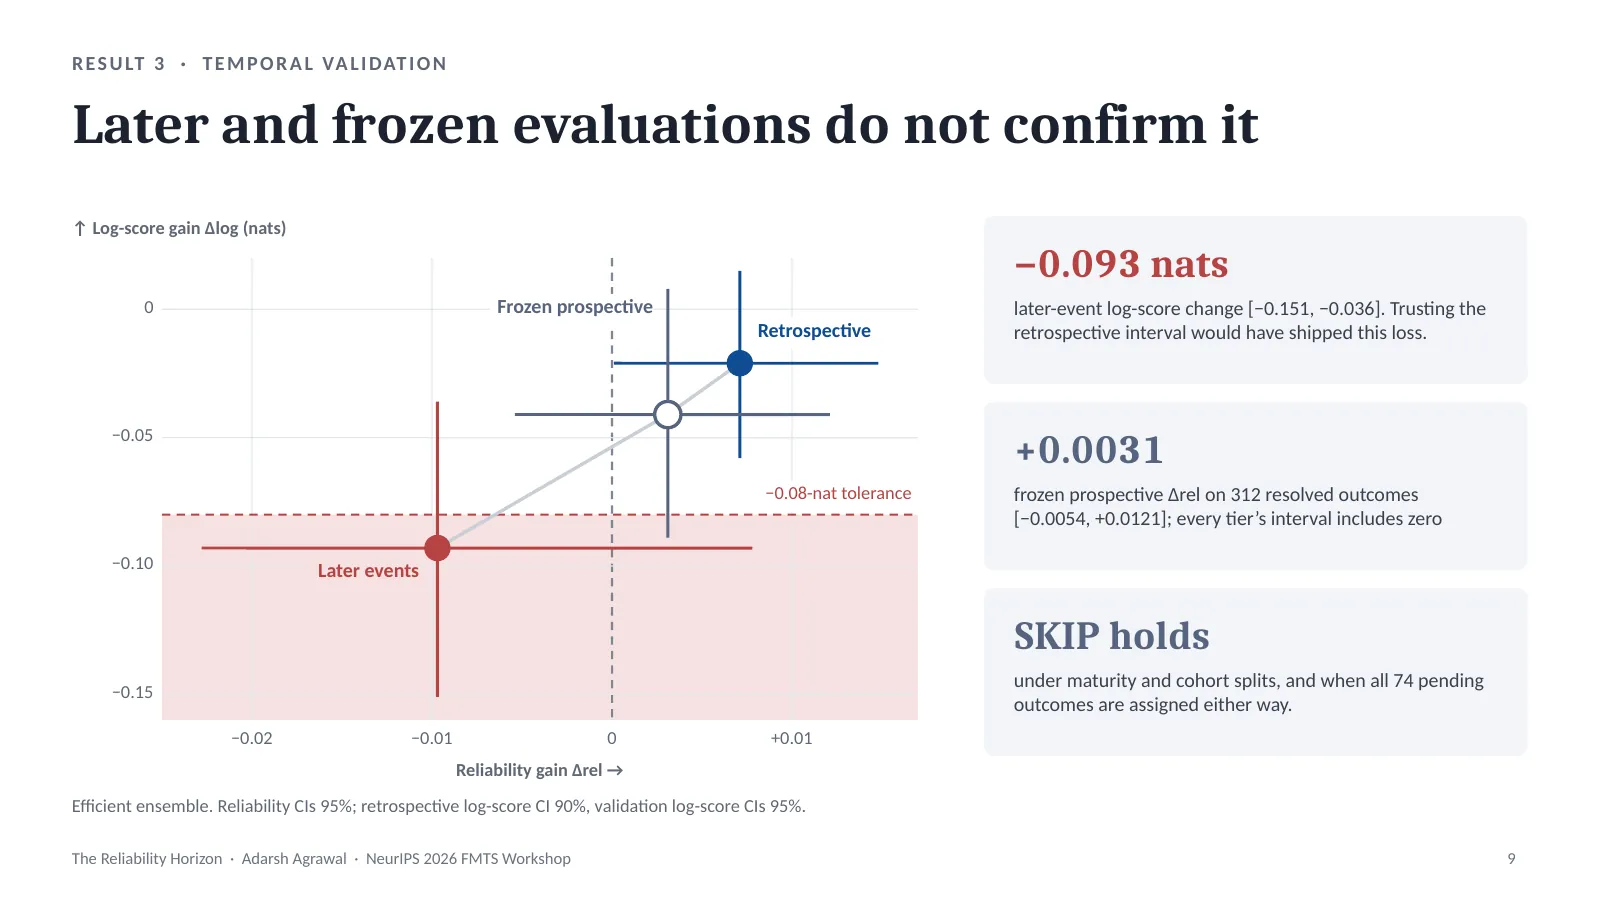 RESULT 3 · TEMPORAL VALIDATION
Later and frozen evaluations do not confirm it
↑ Log-score gain Δlog (nats)
0
−0.05
−0.10
−0.15
Frozen prospective
Retrospective
−0.08-nat tolerance
Later events
−0.02
−0.01
0
+0.01
Reliability gain Δrel →
Efficient ensemble. Reliability CIs 95%; retrospective log-score CI 90%, validation log-score CIs 95%.
−0.093 nats
later-event log-score change [−0.151, −0.036]. Trusting the
retrospective interval would have shipped this loss.
+0.0031
frozen prospective Δrel on 312 resolved outcomes
[−0.0054, +0.0121]; every tier’s interval includes zero
SKIP holds
under maturity and cohort splits, and when all 74 pending
outcomes are assigned either way.
The Reliability Horizon · Adarsh Agrawal · NeurIPS 2026 FMTS Workshop
9